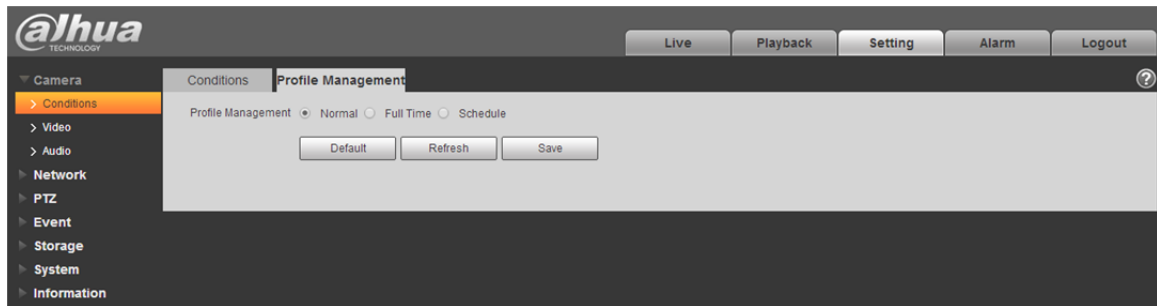 alhua
TECHNOLOGY
Live Playback Setting Alarm Logout
Camera
Conditions
Video
Audio
Network
PTZ
Event
Storage
System
Information
Conditions Profile Management
?
Profile Management Normal Full Time Schedule
Default Refresh Save